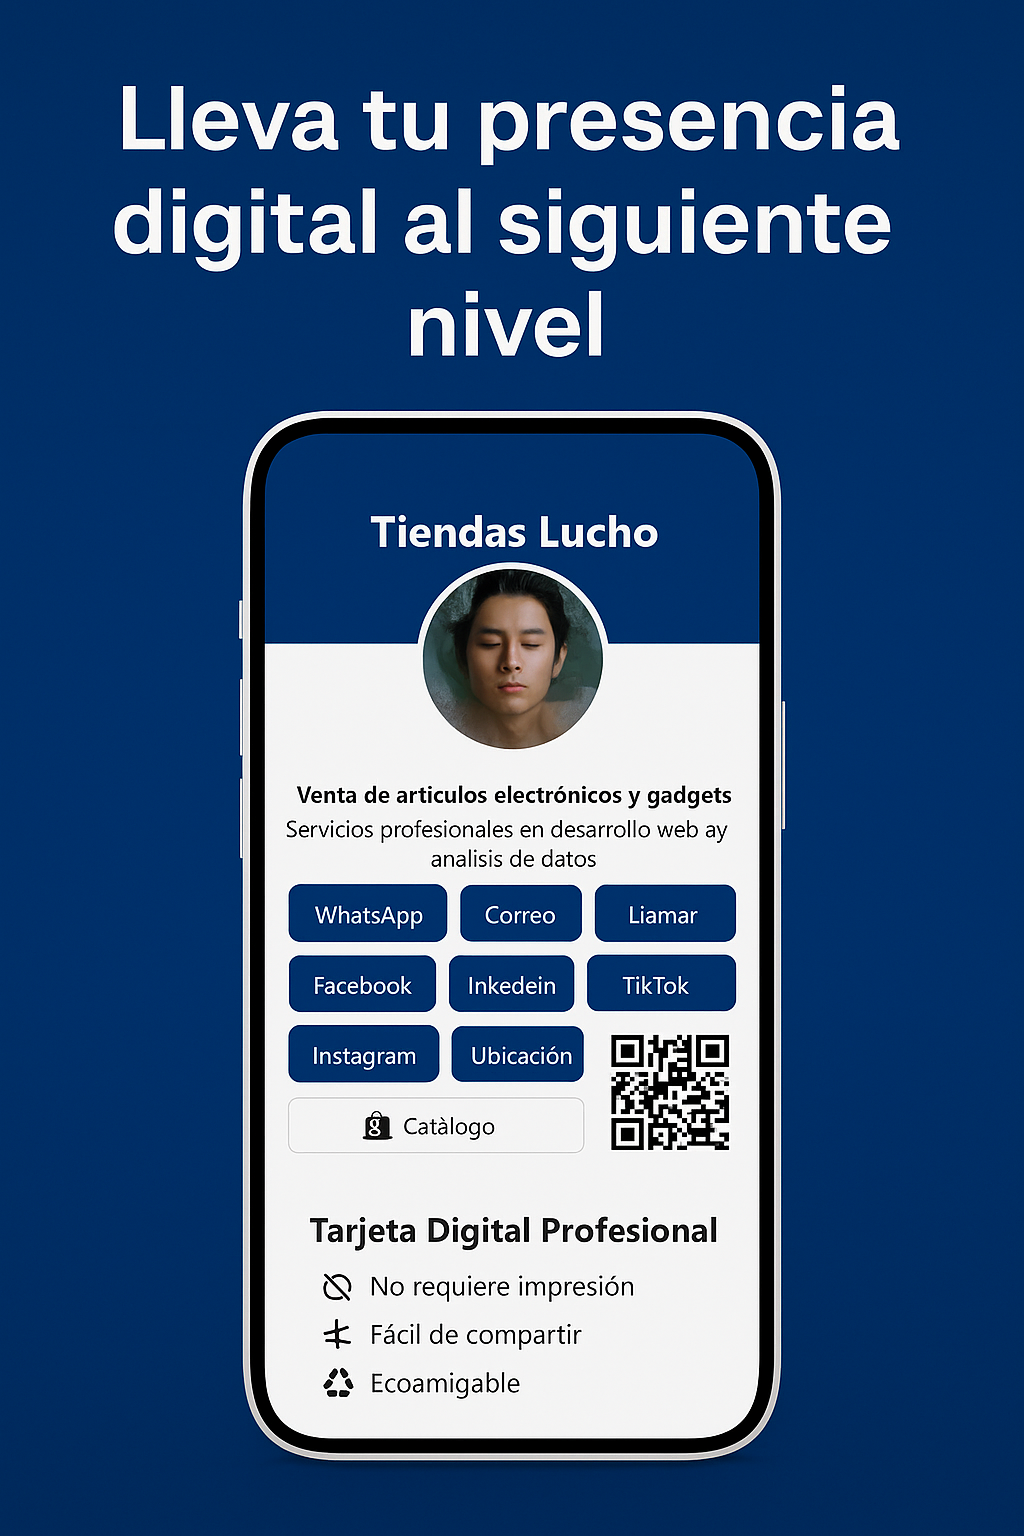 Lleva tu presencia
digital al siguiente
nivel
Tiendas Lucho
Venta de articulos electrónicos y gadgets
Servicios profesionales en desarrollo web ay
analisis de datos
WhatsApp
Correo
Liamar
Facebook
Inkedein
TikTok
Instagram
Ubicación
g Catàlogo
Tarjeta Digital Profesional
No requiere impresión
Fácil de compartir
Ecoamigable